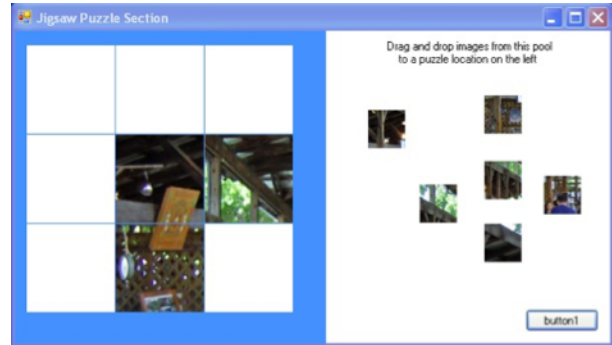 Jigsaw Puzzle Section
Drag and drop images from this pool
to a puzzle location on the left
button1